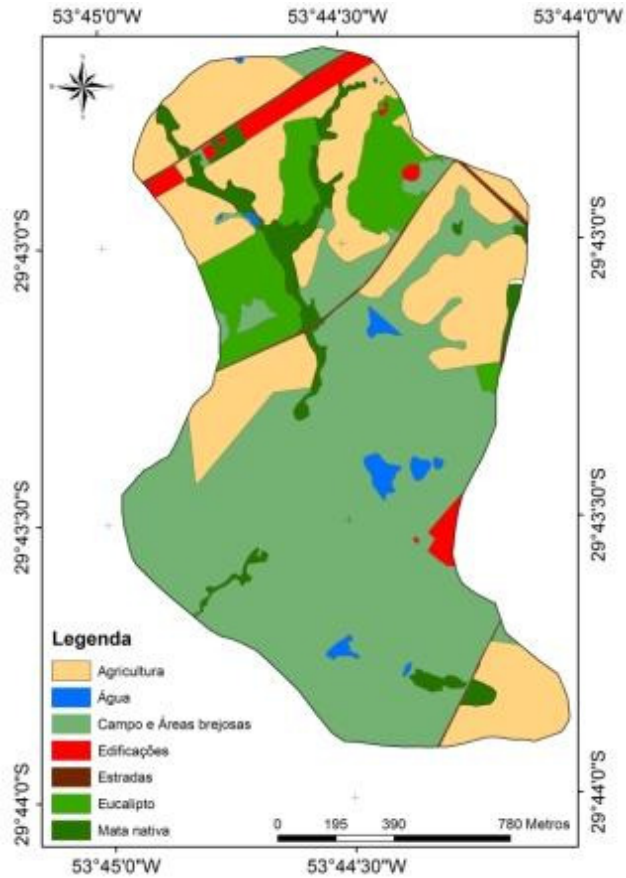 53°45'0"W 53°44'30"W 53°44'0"W
29°43'0"S 29°43'0"S
29°43'30"S 29°43'30"S
Legenda
Agricultura
Água
Campo e Áreas brejosas
Edificações
Estradas
Eucalipto
Mata nativa
0 195 390 780 Metros
29°44'0"S 29°44'0"S
53°45'0"W 53°44'30"W